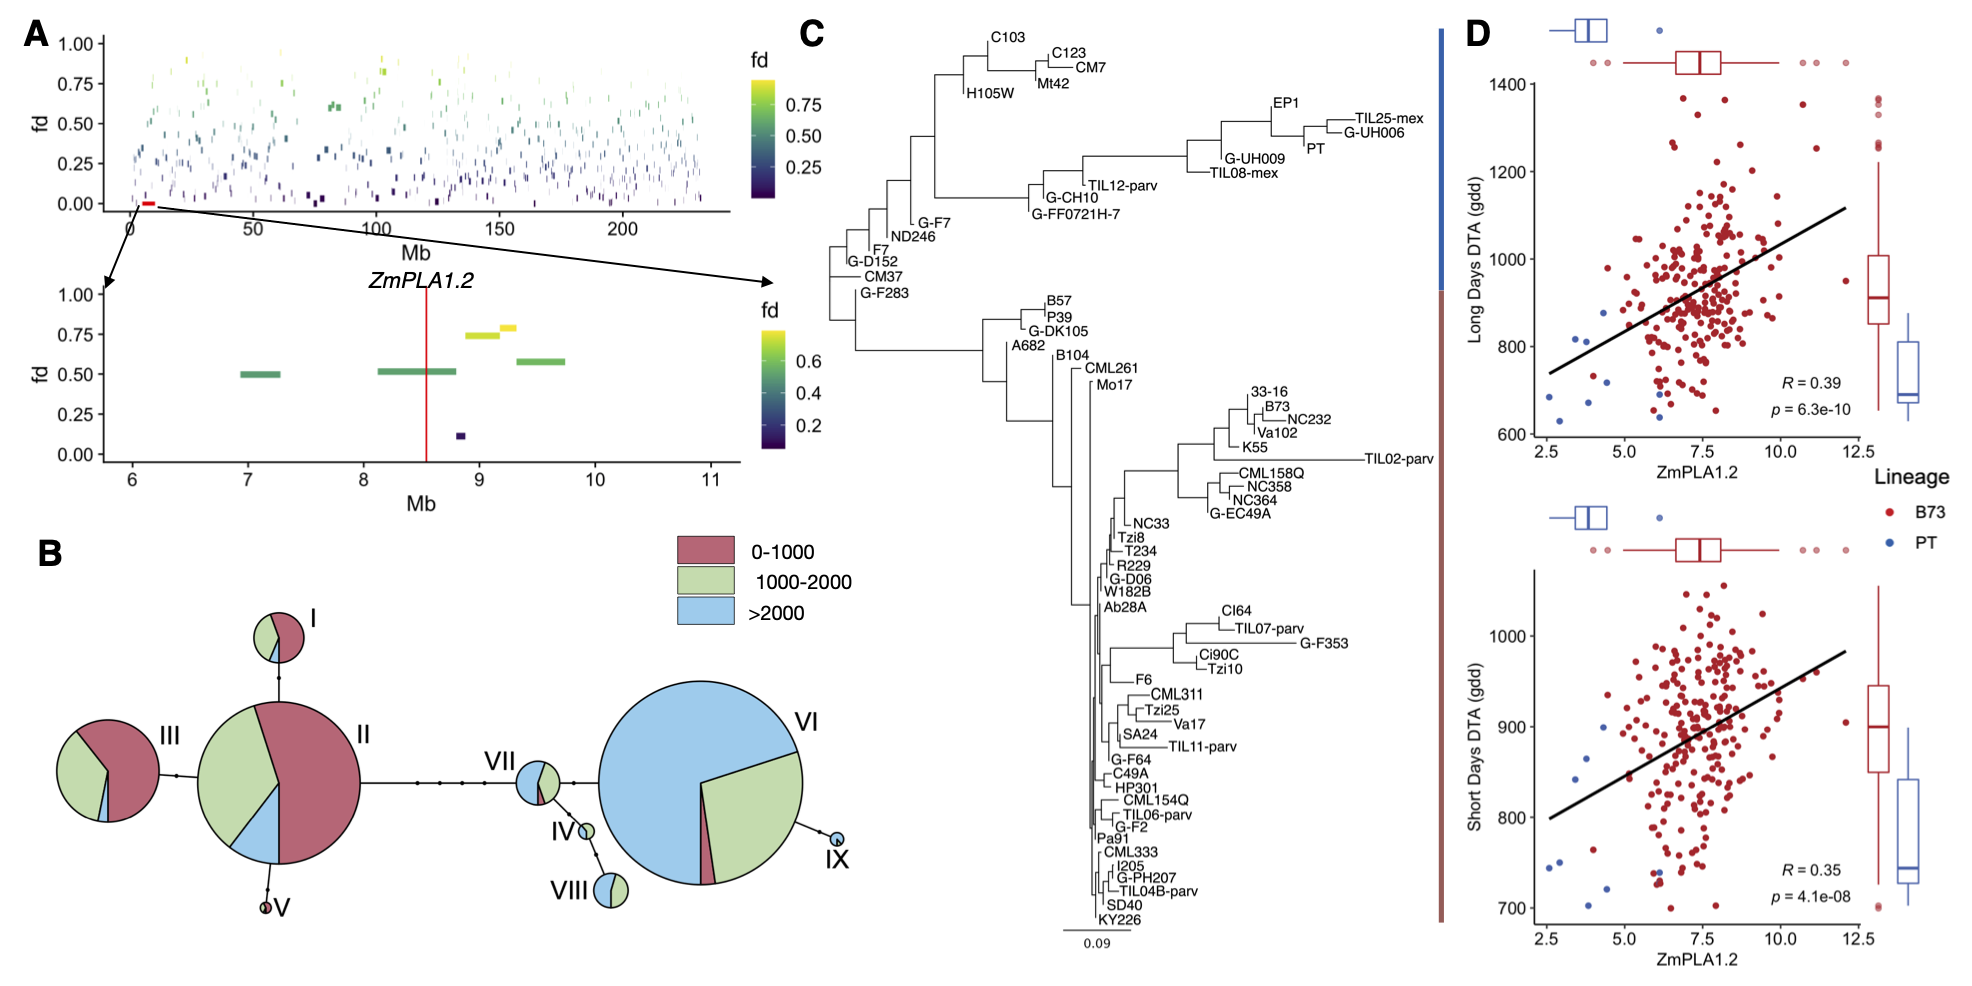 A
1.00
0.75
0.50
0.25
0.00
fd
0
50
100
150
200
Mb
fd
0.75
0.50
0.25
ZmPLA1.2
1.00
0.75
0.50
0.25
0.00
fd
6
7
8
9
10
11
Mb
fd
0.6
0.4
0.2
B
0-1000
1000-2000
>2000
I
II
III
IV
V
VI
VII
VIII
IX
C
C103
C123
CM7
Mt42
H105W
EP1
TIL25-mex
G-UH006
PT
G-UH009
TIL08-mex
TIL12-parv
G-CH10
G-FF0721H-7
G-F7
ND246
F7
G-D152
CM37
G-F283
B57
P39
G-DK105
A682
B104
CML261
Mo17
33-16
B73
NC232
Va102
K55
TIL02-parv
CML158Q
NC358
NC364
G-EC49A
NC33
Tzi8
T234
R229
G-D06
W182B
Ab28A
CI64
TIL07-parv
G-F353
Ci90C
Tzi10
F6
CML311
Tzi25
Va17
SA24
TIL11-parv
G-F64
C49A
HP301
CML154Q
TIL06-parv
G-F2
Pa91
CML333
I205
G-PH207
TIL04B-parv
SD40
KY226
0.09
D
1400
1200
1000
800
600
Long Days DTA (gdd)
R = 0.39
p = 6.3e-10
2.5
5.0
7.5
10.0
12.5
ZmPLA1.2
Lineage
B73
PT
1000
900
800
700
Short Days DTA (gdd)
R = 0.35
p = 4.1e-08
2.5
5.0
7.5
10.0
12.5
ZmPLA1.2